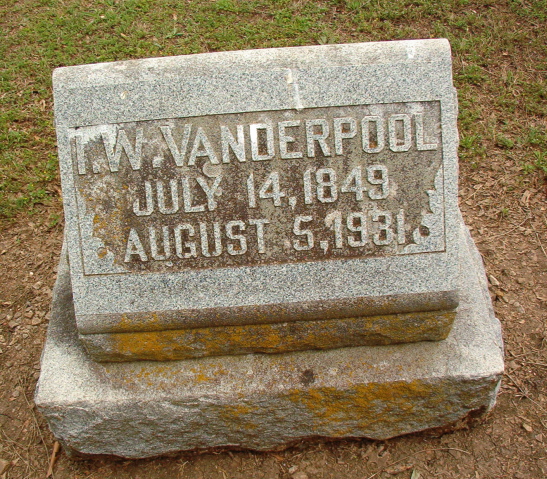 I. W. VANDERPOOL
JULY 14, 1849
AUGUST 5, 1931.